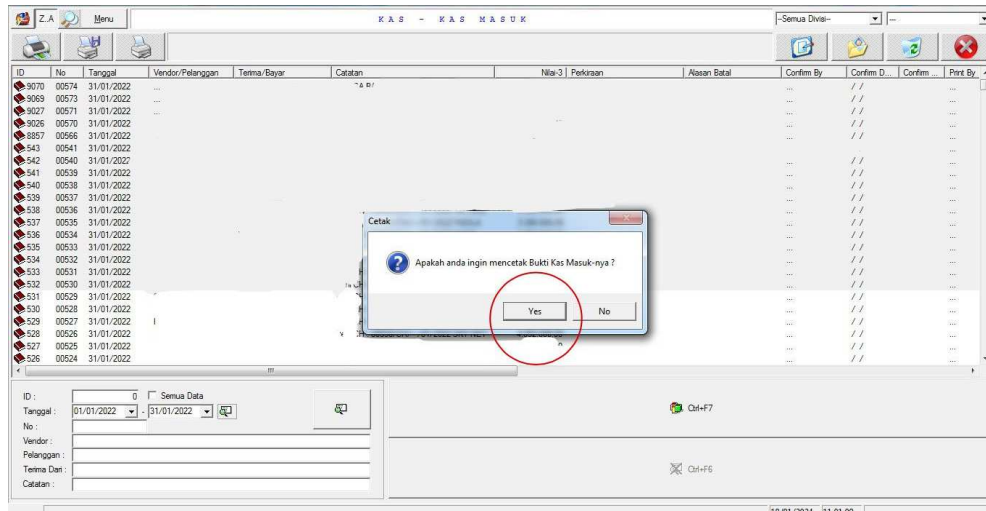 Z.A Menu KAS - KAS MASUK --Semua Divisi-- --
ID No Tanggal Vendor/Pelanggan Terima/Bayar Catatan Nilai-3 Perkiraan Alasan Batal Confirm By Confirm D... Confirm ... Print By
9070 00574 31/01/2022 ... ... / / ...
9069 00573 31/01/2022 ... ... / / ...
9027 00571 31/01/2022 ... ... / / ...
9026 00570 31/01/2022 ... / / ...
8857 00566 31/01/2022 ... / / ...
543 00541 31/01/2022 ...
542 00540 31/01/2022 ... / / ...
541 00539 31/01/2022 ... / / ...
540 00538 31/01/2022 ... / / ...
539 00537 31/01/2022 ... / / ...
538 00536 31/01/2022 ... / / ...
537 00535 31/01/2022 ... / / ...
536 00534 31/01/2022 ... / / ...
535 00533 31/01/2022 ... / / ...
534 00532 31/01/2022 ... / / ...
533 00531 31/01/2022 ... / / ...
532 00530 31/01/2022 ... / / ...
531 00529 31/01/2022 ... / / ...
530 00528 31/01/2022 ... / / ...
529 00527 31/01/2022 ... / / ...
528 00526 31/01/2022 ... / / ...
527 00525 31/01/2022 ... / / ...
526 00524 31/01/2022 ... / / ...
Cetak
Apakah anda ingin mencetak Bukti Kas Masuk-nya ?
Yes No
ID : 0 Semua Data
Tanggal : 01/01/2022 - 31/01/2022
No :
Vendor :
Pelanggan :
Terima Dari :
Catatan :
Ctrl+F7
Ctrl+F6